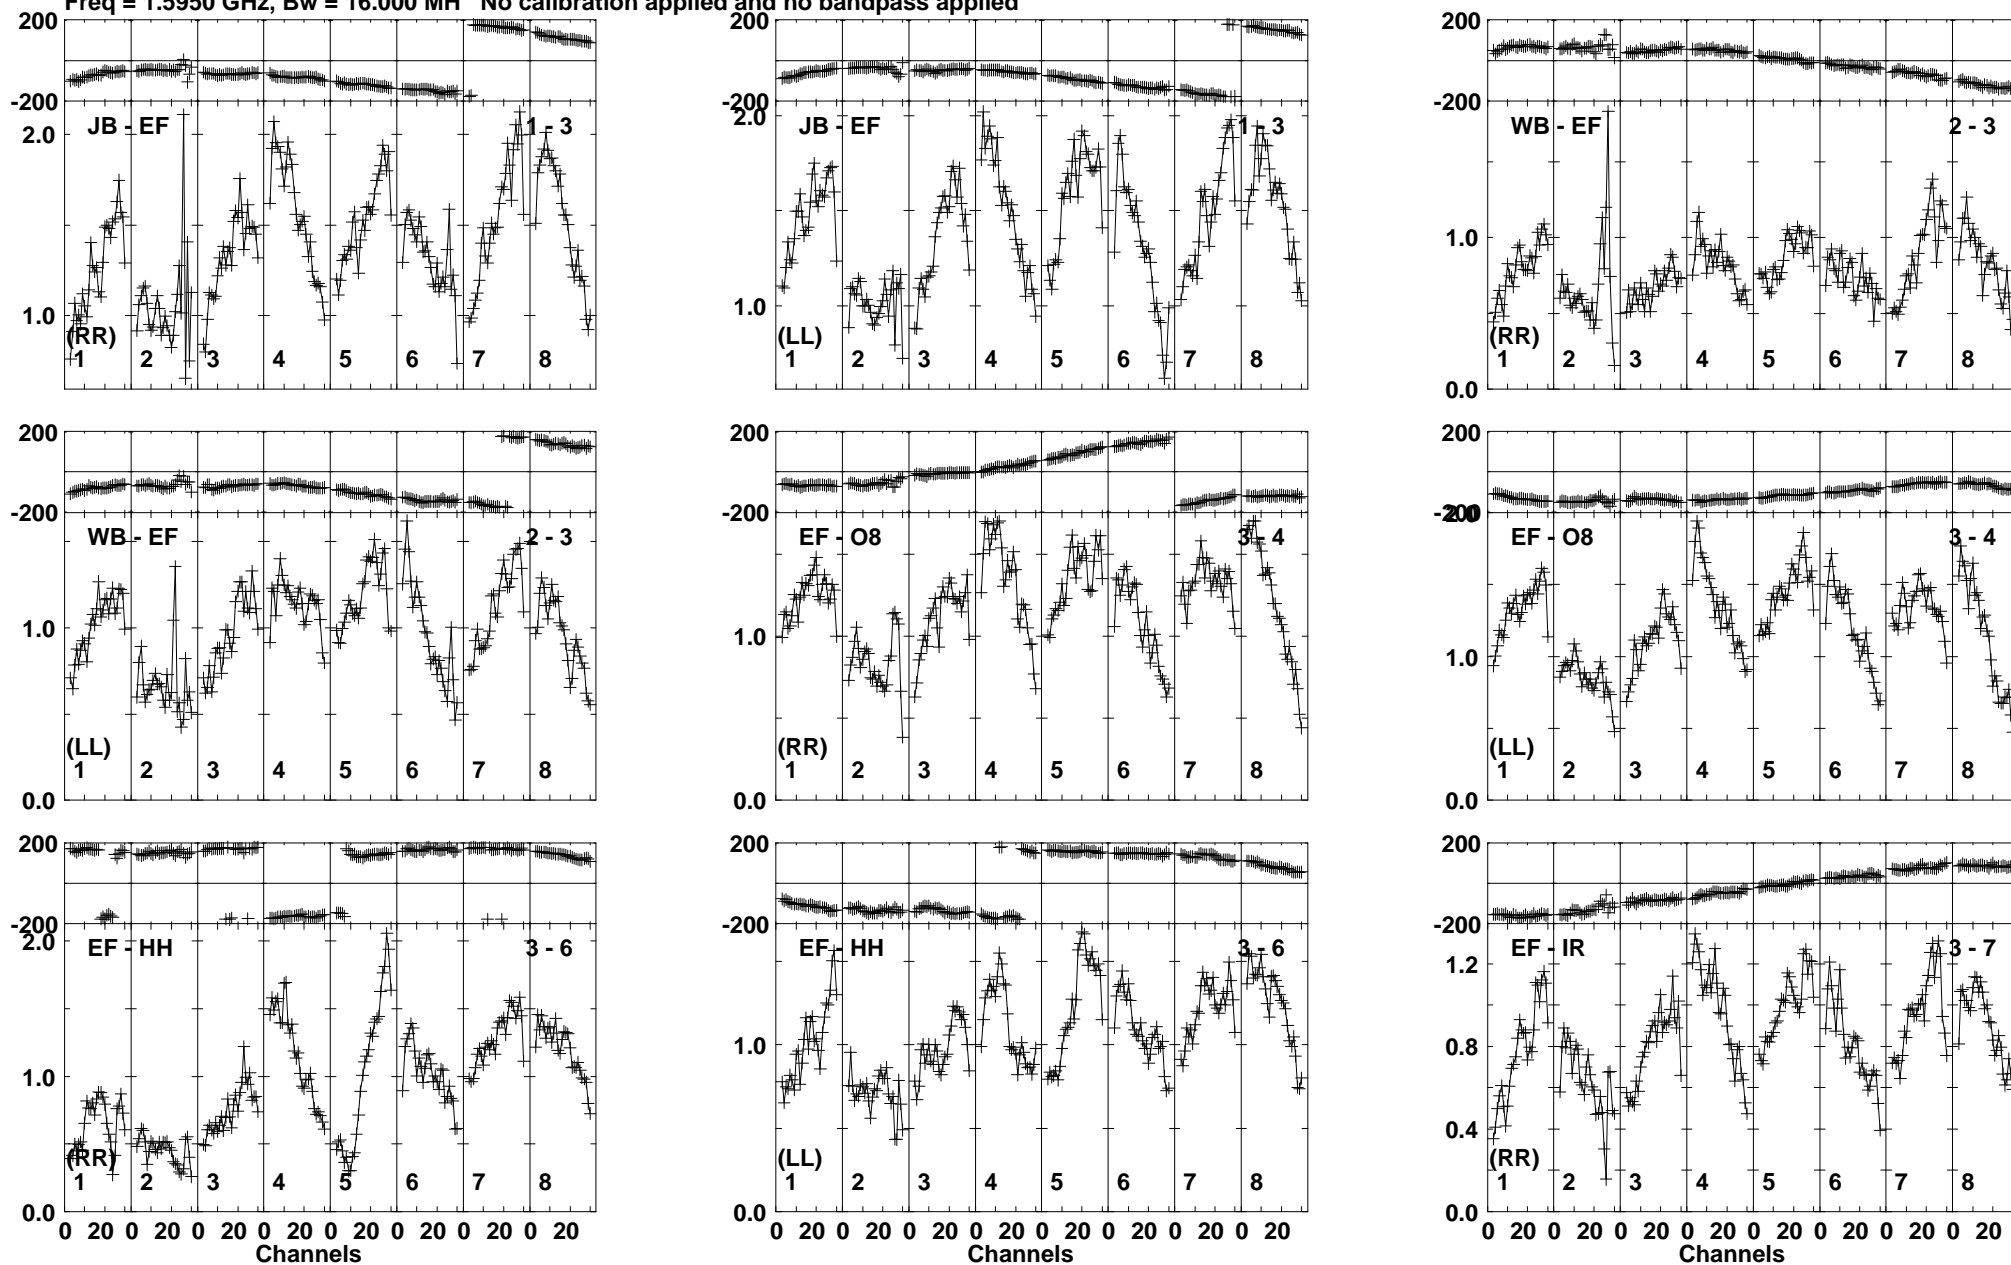 Freq = 1.5950 GHz, Bw = 16.000 MH No calibration applied and no bandpass applied
200 200 200
-200 -200 -200
JB - EF 1 - 3 JB - EF 1 - 3 WB - EF 2 - 3
2.0 2.0
1.0 1.0 1.0
(RR) (LL) (RR)
1 2 3 4 5 6 7 8 1 2 3 4 5 6 7 8 1 2 3 4 5 6 7 8
0.0
200 200 200
-200 -200 -200 2.0
WB - EF 2 - 3 EF - O8 3 - 4 EF - O8 3 - 4
1.0 1.0 1.0
(LL) (RR) (LL)
1 2 3 4 5 6 7 8 1 2 3 4 5 6 7 8 1 2 3 4 5 6 7 8
0.0 0.0 0.0
200 200 200
-200 -200 -200
2.0 EF - HH 3 - 6 EF - HH 3 - 6 EF - IR 3 - 7
1.2
1.0 1.0 0.8
0.4
(RR) (LL) (RR)
1 2 3 4 5 6 7 8 1 2 3 4 5 6 7 8 1 2 3 4 5 6 7 8
0.0 0.0 0.0
0 20 0 20 0 20 0 20 0 20 0 20 0 20 0 20 0 20 0 20 0 20 0 20 0 20 0 20 0 20 0 20 0 20 0 20 0 20 0 20 0 20 0 20 0 20 0 20
Channels Channels Channels